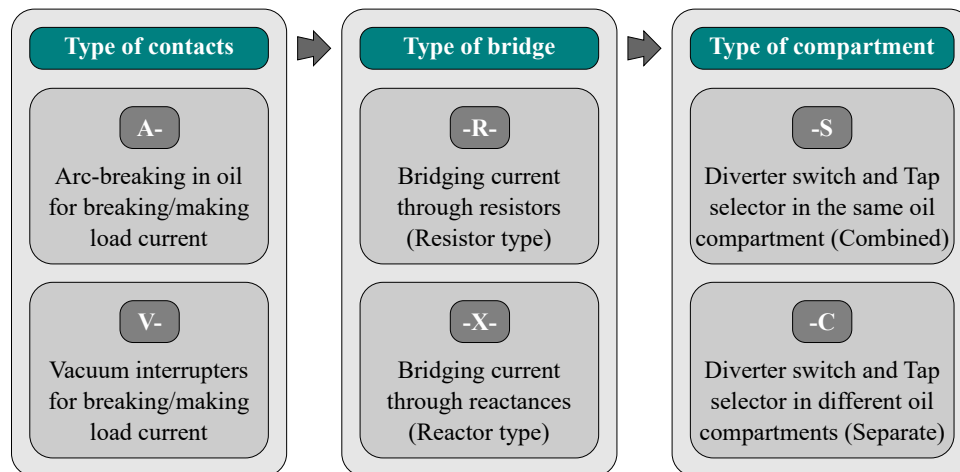 Type of contacts
A-
Arc-breaking in oil
for breaking/making
load current
V-
Vacuum interrupters
for breaking/making
load current
Type of bridge
-R-
Bridging current
through resistors
(Resistor type)
-X-
Bridging current
through reactances
(Reactor type)
Type of compartment
-S
Diverter switch and Tap
selector in the same oil
compartment (Combined)
-C
Diverter switch and Tap
selector in different oil
compartments (Separate)